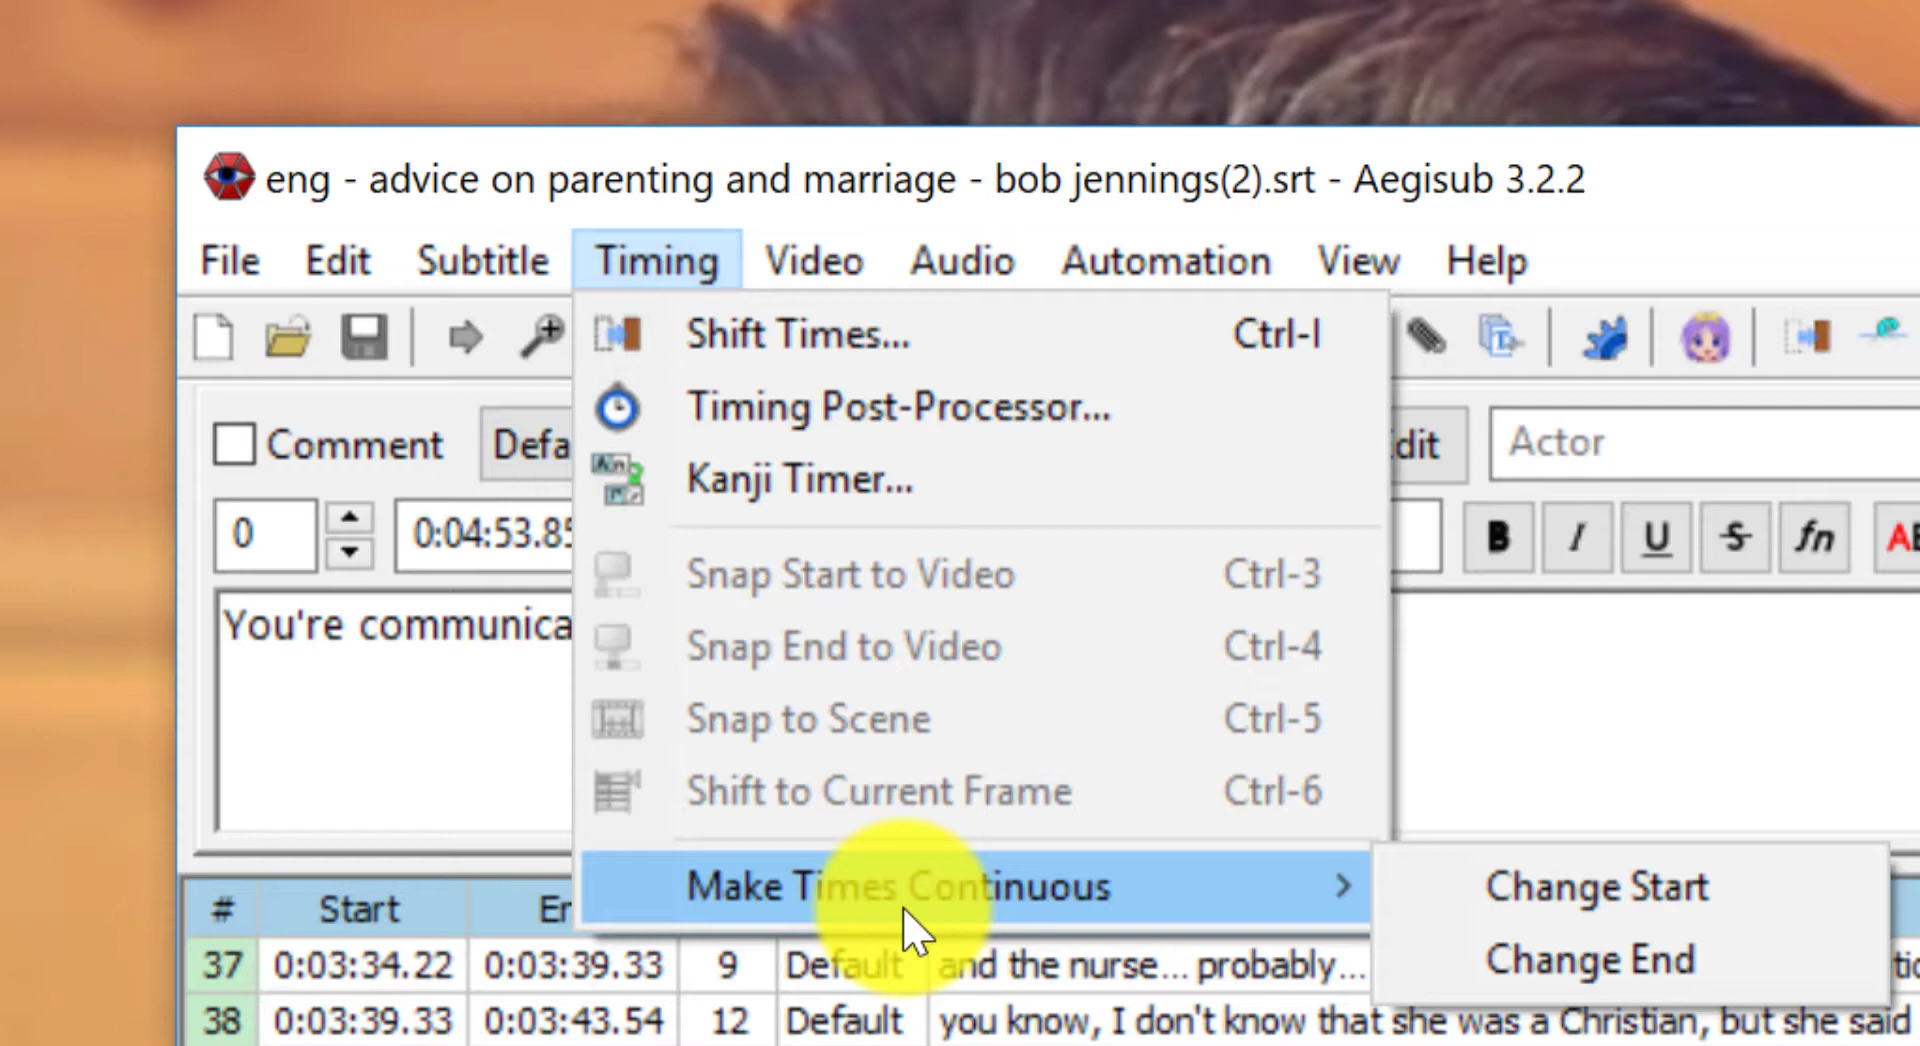 eng - advice on parenting and marriage - bob jennings(2).srt - Aegisub 3.2.2
File Edit Subtitle Timing Video Audio Automation View Help
Shift Times... Ctrl-I
Timing Post-Processor...
Kanji Timer...
Comment Defa dit Actor
0 0:04:53.85 B I U S fn AB
Snap Start to Video Ctrl-3
You're communica
Snap End to Video Ctrl-4
Snap to Scene Ctrl-5
Shift to Current Frame Ctrl-6
Make Times Continuous > Change Start
Change End
# Start En
37 0:03:34.22 0:03:39.33 9 Default and the nurse... probably...
38 0:03:39.33 0:03:43.54 12 Default you know, I don't know that she was a Christian, but she said